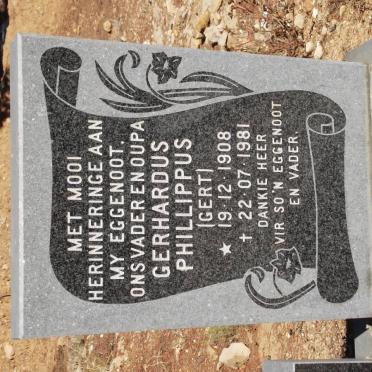 MET MOOI
HERINNERINGE AAN
MY EGGENOOT,
ONS VADER EN OUPA
GERHARDUS
PHILLIPPUS
(GERT)
★ 19.12.1908
† 22.07.1981
DANKIE HEER
VIR SO'N EGGENOOT
EN VADER